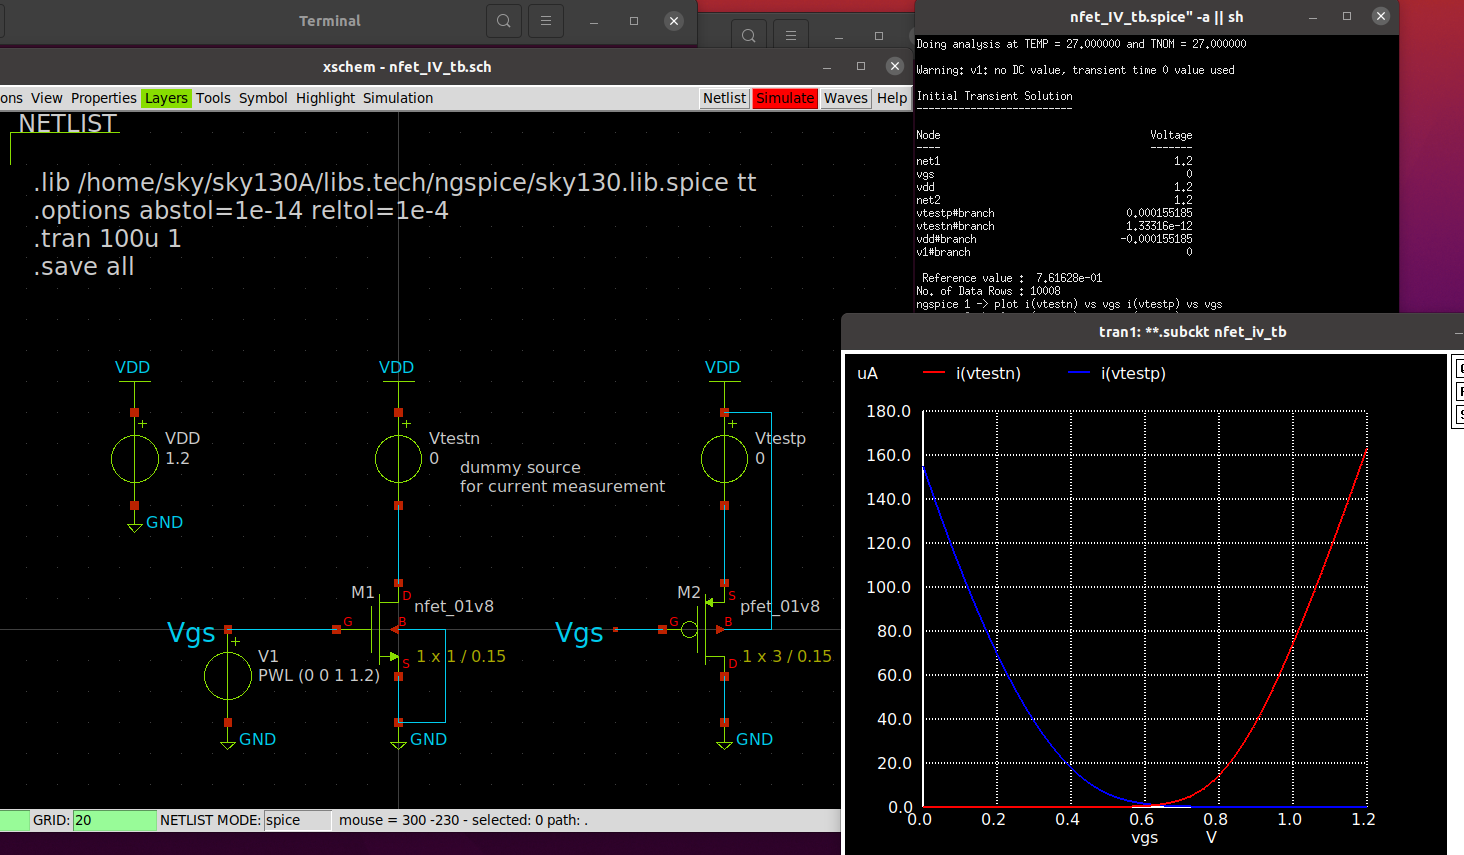 Terminal
nfet_IV_tb.spice" -a || sh
xschem - nfet_IV_tb.sch
ons View Properties Layers Tools Symbol Highlight Simulation
Netlist Simulate Waves Help
NETLIST
.lib /home/sky/sky130A/libs.tech/ngspice/sky130.lib.spice tt
.options abstol=1e-14 reltol=1e-4
.tran 100u 1
.save all
VDD
VDD
1.2
GND
VDD
Vtestn
0
dummy source
for current measurement
VDD
Vtestp
0
M1
D
nfet_01v8
G
B
S
1 x 1 / 0.15
GND
Vgs
V1
PWL (0 0 1 1.2)
GND
Vgs
M2
S
pfet_01v8
G
B
D
1 x 3 / 0.15
GND
GRID: 20 NETLIST MODE: spice mouse = 300 -230 - selected: 0 path: .
Doing analysis at TEMP = 27.000000 and TNOM = 27.000000
Warning: v1: no DC value, transient time 0 value used
Initial Transient Solution
--------------------------
Node Voltage
---- -------
net1 1.2
vgs 0
vdd 1.2
net2 1.2
vtestp#branch 0.000155185
vtestn#branch 1.33316e-12
vdd#branch -0.000155185
v1#branch 0
Reference value : 7.61628e-01
No. of Data Rows : 10008
ngspice 1 -> plot i(vtestn) vs vgs i(vtestp) vs vgs
tran1: **.subckt nfet_iv_tb
uA i(vtestn) i(vtestp)
180.0
160.0
140.0
120.0
100.0
80.0
60.0
40.0
20.0
0.0
0.0 0.2 0.4 0.6 0.8 1.0 1.2
vgs V